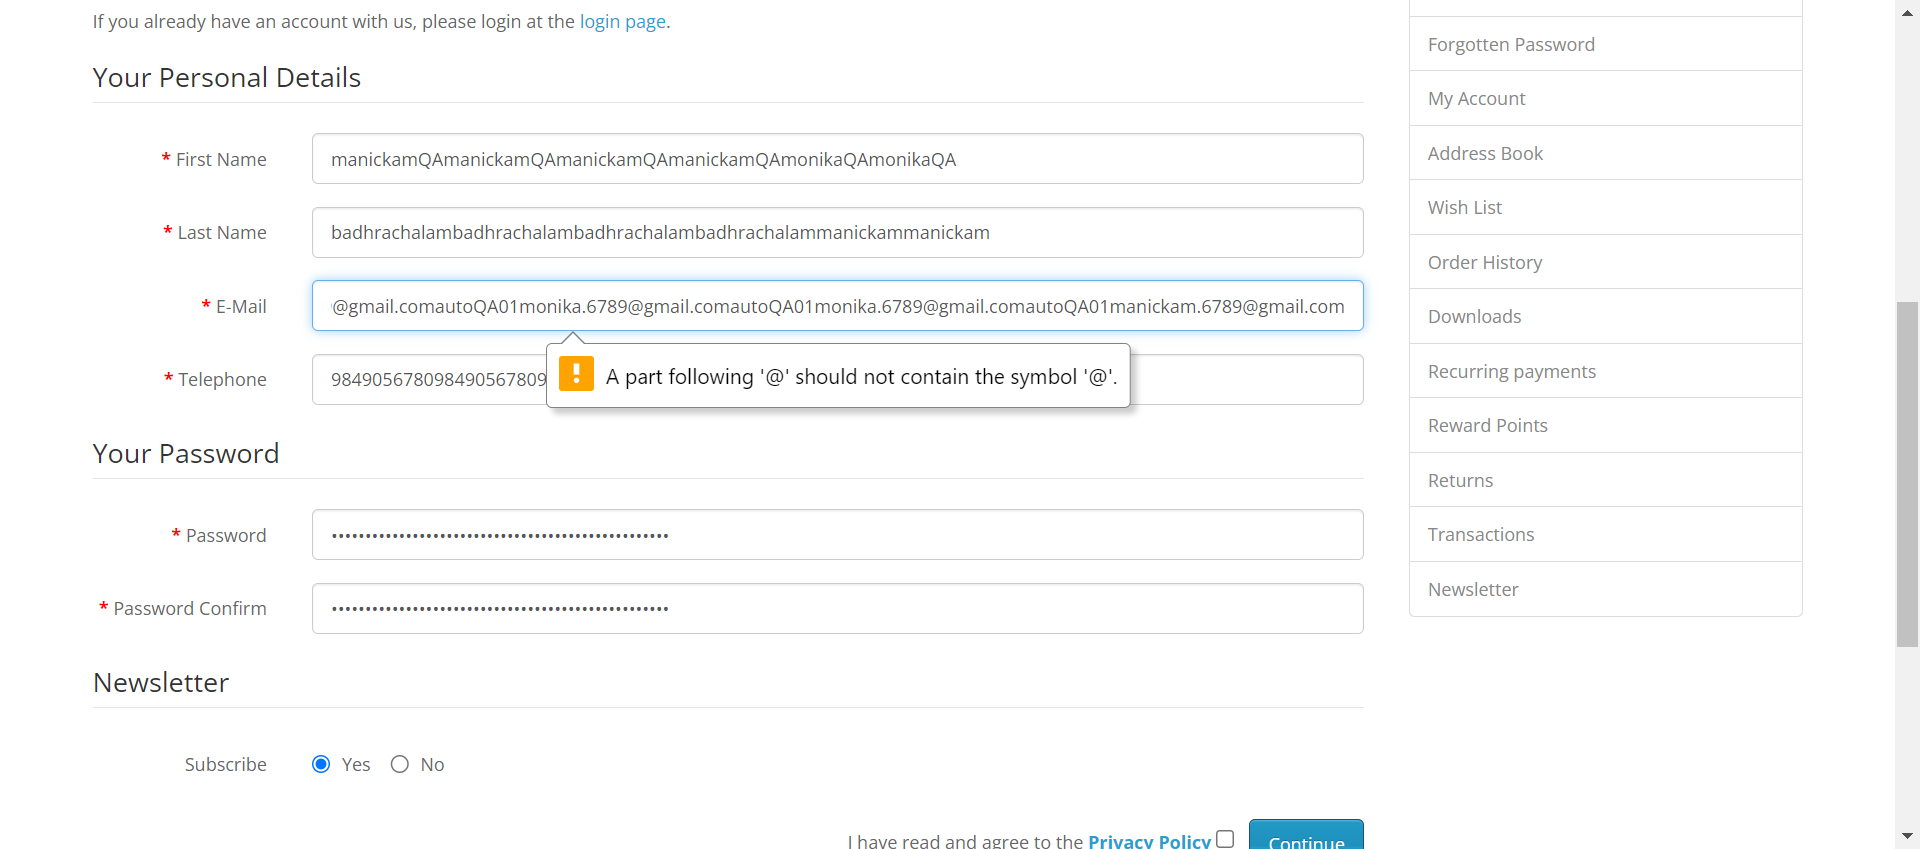 If you already have an account with us, please login at the login page.
Your Personal Details
* First Name
manickamQAmanickamQAmanickamQAmanickamQAmonikaQAmonikaQA
* Last Name
badhrachalambadhrachalambadhrachalambadhrachalammanickammanickam
* E-Mail
@gmail.comautoQA01monika.6789@gmail.comautoQA01monika.6789@gmail.comautoQA01manickam.6789@gmail.com
* Telephone
984905678098490567809
! A part following '@' should not contain the symbol '@'.
Your Password
* Password
* Password Confirm
Newsletter
Subscribe
Yes
No
I have read and agree to the Privacy Policy
Continue
Forgotten Password
My Account
Address Book
Wish List
Order History
Downloads
Recurring payments
Reward Points
Returns
Transactions
Newsletter